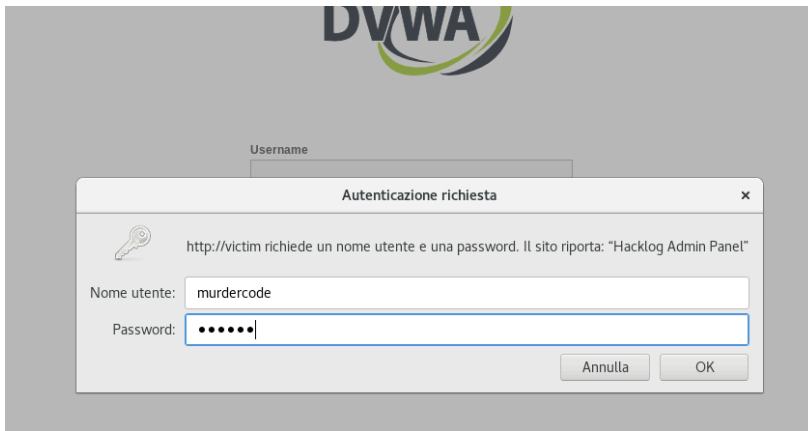 DVWA
Username
Autenticazione richiesta
http://victim richiede un nome utente e una password. Il sito riporta: “Hacklog Admin Panel”
Nome utente: murdercode
Password: ●●●●●●
Annulla OK